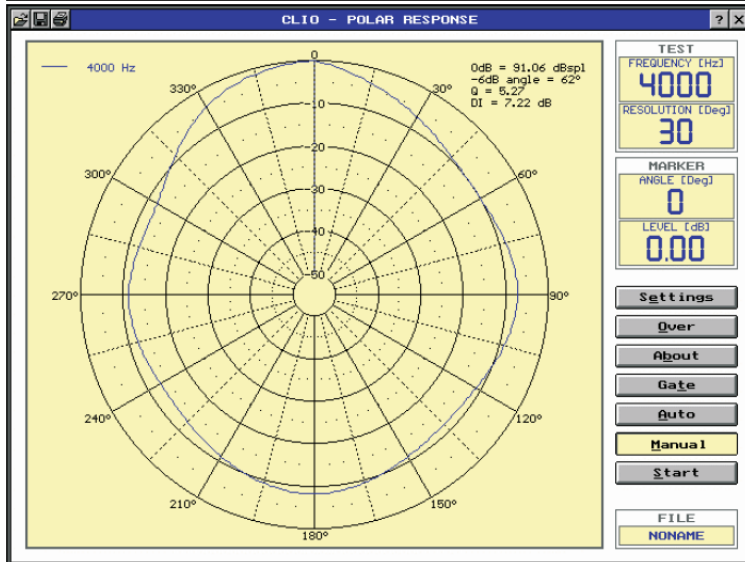 CLIO - POLAR RESPONSE
? X
4000 Hz
0dB = 91.06 dBspl
-6dB angle = 62°
Q = 5.27
DI = 7.22 dB
0
330°
30°
-10
-20
300°
60°
-30
-40
-50
270°
90°
240°
120°
210°
150°
180°
TEST
FREQUENCY [Hz]
4000
RESOLUTION [Deg]
30
MARKER
ANGLE [Deg]
0
LEVEL [dB]
0.00
Settings
Over
About
Gate
Auto
Manual
Start
FILE
NONAME